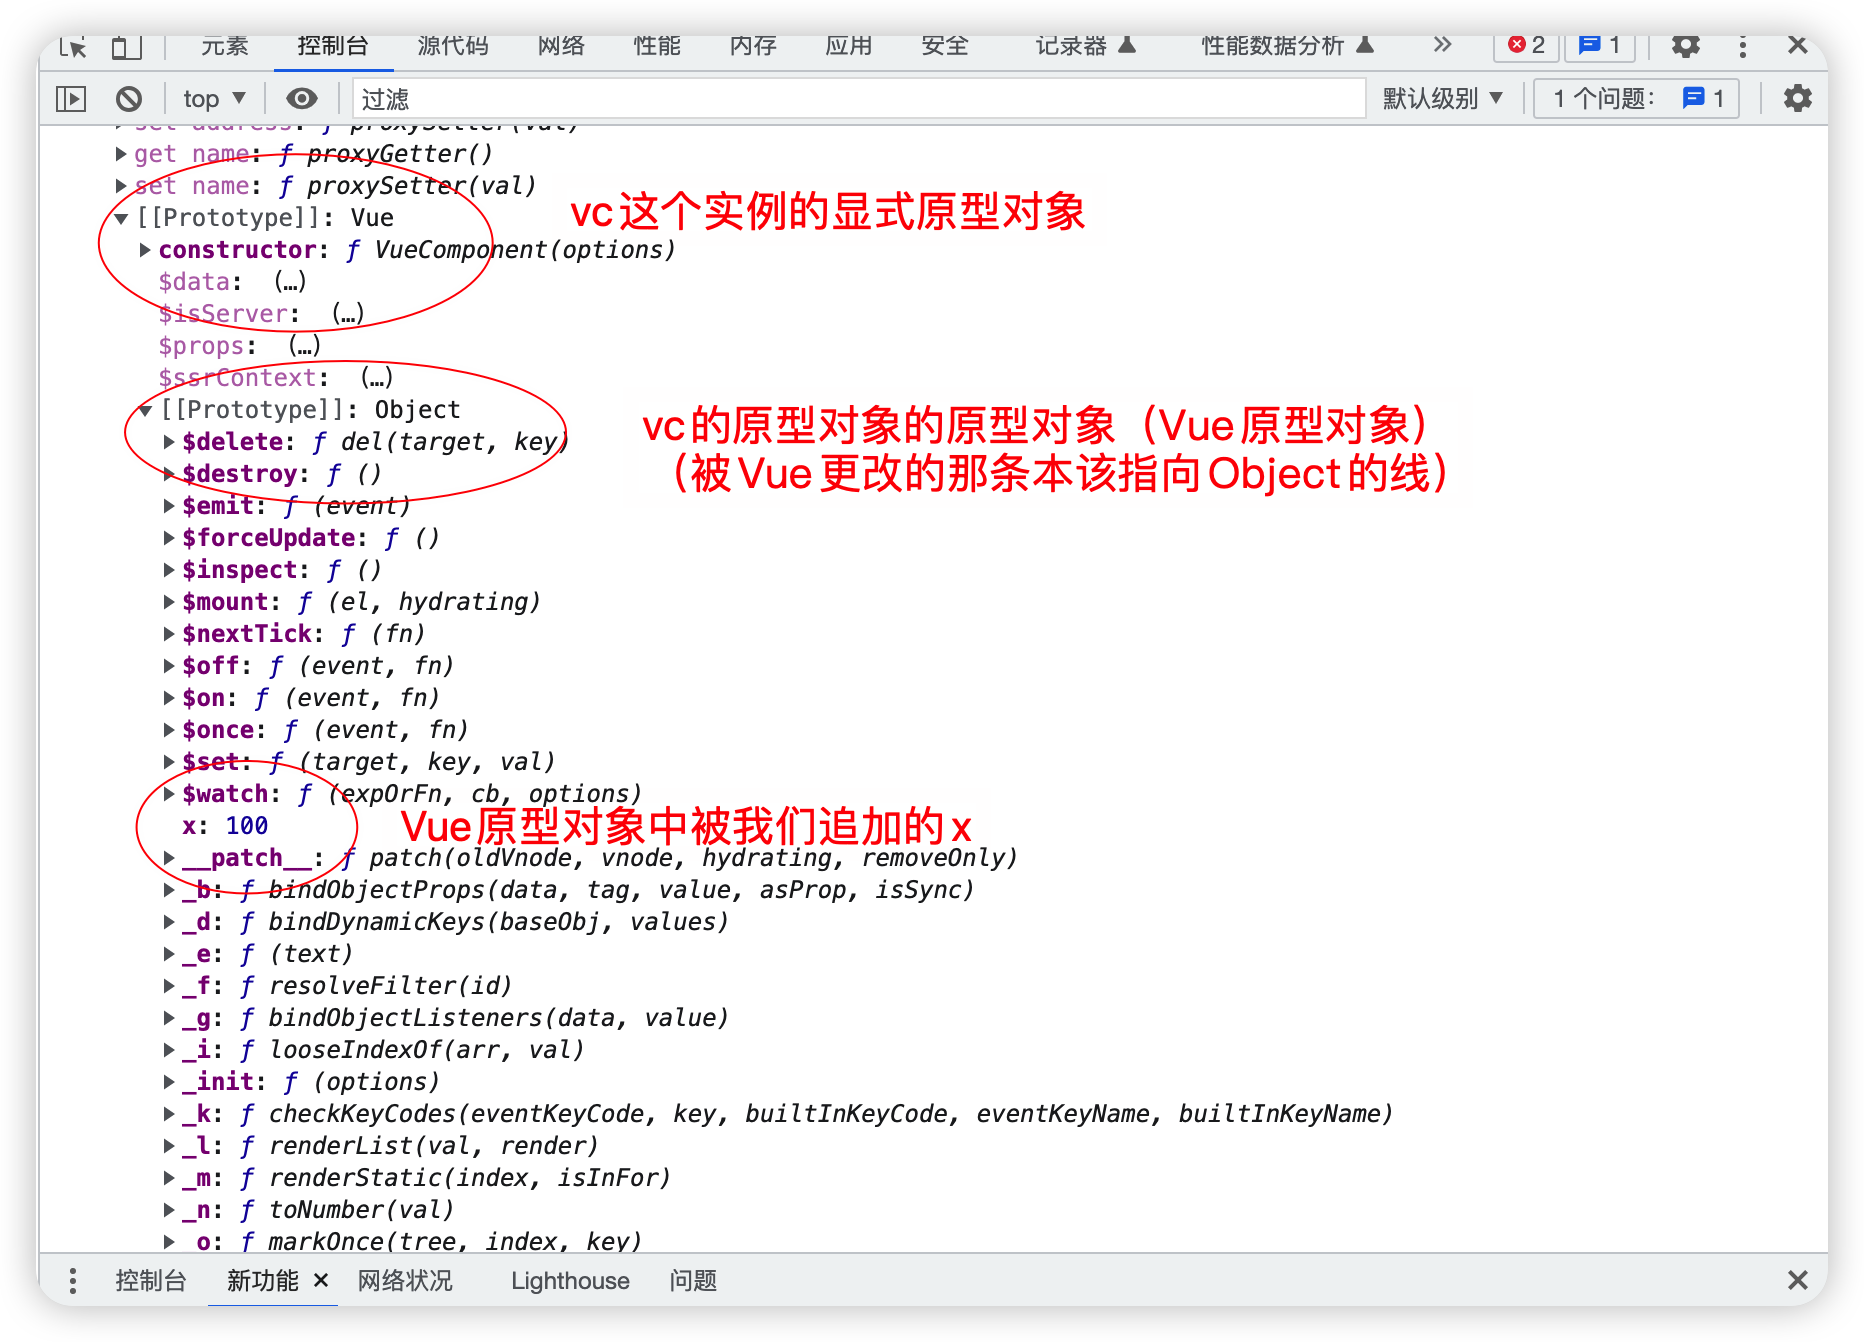 元素 控制台 源代码 网络 性能 内存 应用 安全 记录器 性能数据分析 2 1
top 过滤 默认级别 1 个问题: 1
set address: ƒ proxySetter(val)
get name: ƒ proxyGetter()
set name: ƒ proxySetter(val)
vc这个实例的显式原型对象
[[Prototype]]: Vue
constructor: ƒ VueComponent(options)
$data: (…)
$isServer: (…)
$props: (…)
$ssrContext: (…)
[[Prototype]]: Object
vc的原型对象的原型对象（Vue原型对象）
（被Vue更改的那条本该指向Object的线）
$delete: ƒ del(target, key)
$destroy: ƒ ()
$emit: ƒ (event)
$forceUpdate: ƒ ()
$inspect: ƒ ()
$mount: ƒ (el, hydrating)
$nextTick: ƒ (fn)
$off: ƒ (event, fn)
$on: ƒ (event, fn)
$once: ƒ (event, fn)
$set: ƒ (target, key, val)
$watch: ƒ (expOrFn, cb, options)
x: 100
Vue原型对象中被我们追加的x
__patch__: ƒ patch(oldVnode, vnode, hydrating, removeOnly)
_b: ƒ bindObjectProps(data, tag, value, asProp, isSync)
_d: ƒ bindDynamicKeys(baseObj, values)
_e: ƒ (text)
_f: ƒ resolveFilter(id)
_g: ƒ bindObjectListeners(data, value)
_i: ƒ looseIndexOf(arr, val)
_init: ƒ (options)
_k: ƒ checkKeyCodes(eventKeyCode, key, builtInKeyCode, eventKeyName, builtInKeyName)
_l: ƒ renderList(val, render)
_m: ƒ renderStatic(index, isInFor)
_n: ƒ toNumber(val)
_o: ƒ markOnce(tree, index, key)
控制台 新功能 网络状况 Lighthouse 问题